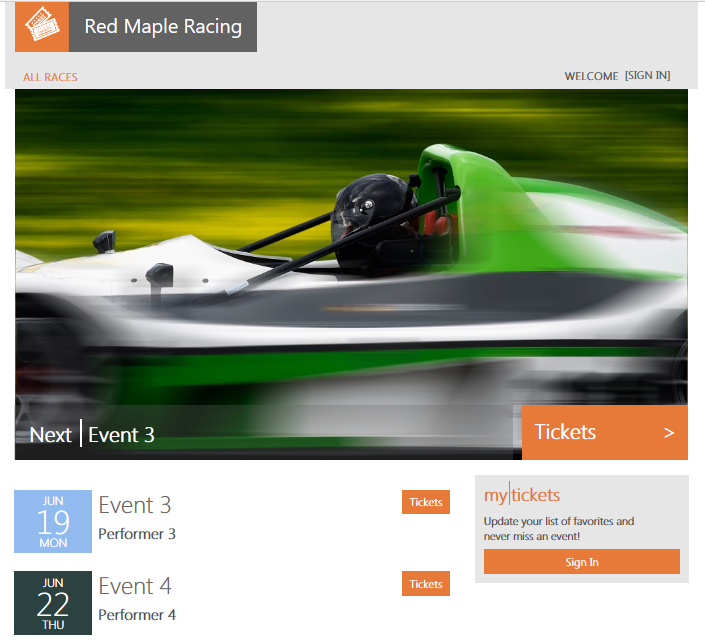 Red Maple Racing
ALL RACES
WELCOME [SIGN IN]
Next Event 3
Tickets >
JUN
19
MON
Event 3
Performer 3
Tickets
JUN
22
THU
Event 4
Performer 4
Tickets
my tickets
Update your list of favorites and
never miss an event!
Sign In